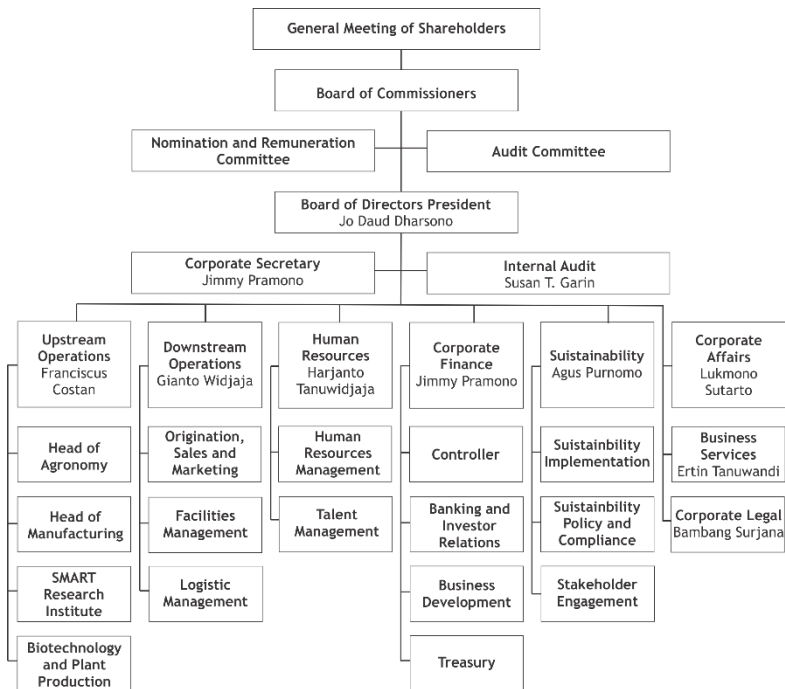 General Meeting of Shareholders
Board of Commissioners
Nomination and Remuneration
Committee
Audit Committee
Board of Directors President
Jo Daud Dharsono
Corporate Secretary
Jimmy Pramono
Internal Audit
Susan T. Garin
Upstream
Operations
Franciscus
Costan
Downstream
Operations
Gianto Widjaja
Human
Resources
Harjanto
Tanuwidjaja
Corporate
Finance
Jimmy Pramono
Suistainability
Agus Purnomo
Corporate
Affairs
Lukmono
Sutarto
Head of
Agronomy
Origination,
Sales and
Marketing
Human
Resources
Management
Controller
Suistainbility
Implementation
Business
Services
Ertin Tanuwandi
Head of
Manufacturing
Facilities
Management
Talent
Management
Banking and
Investor
Relations
Suistainbility
Policy and
Compliance
Corporate Legal
Bambang Surjana
SMART
Research
Institute
Logistic
Management
Business
Development
Stakeholder
Engagement
Biotechnology
and Plant
Production
Treasury